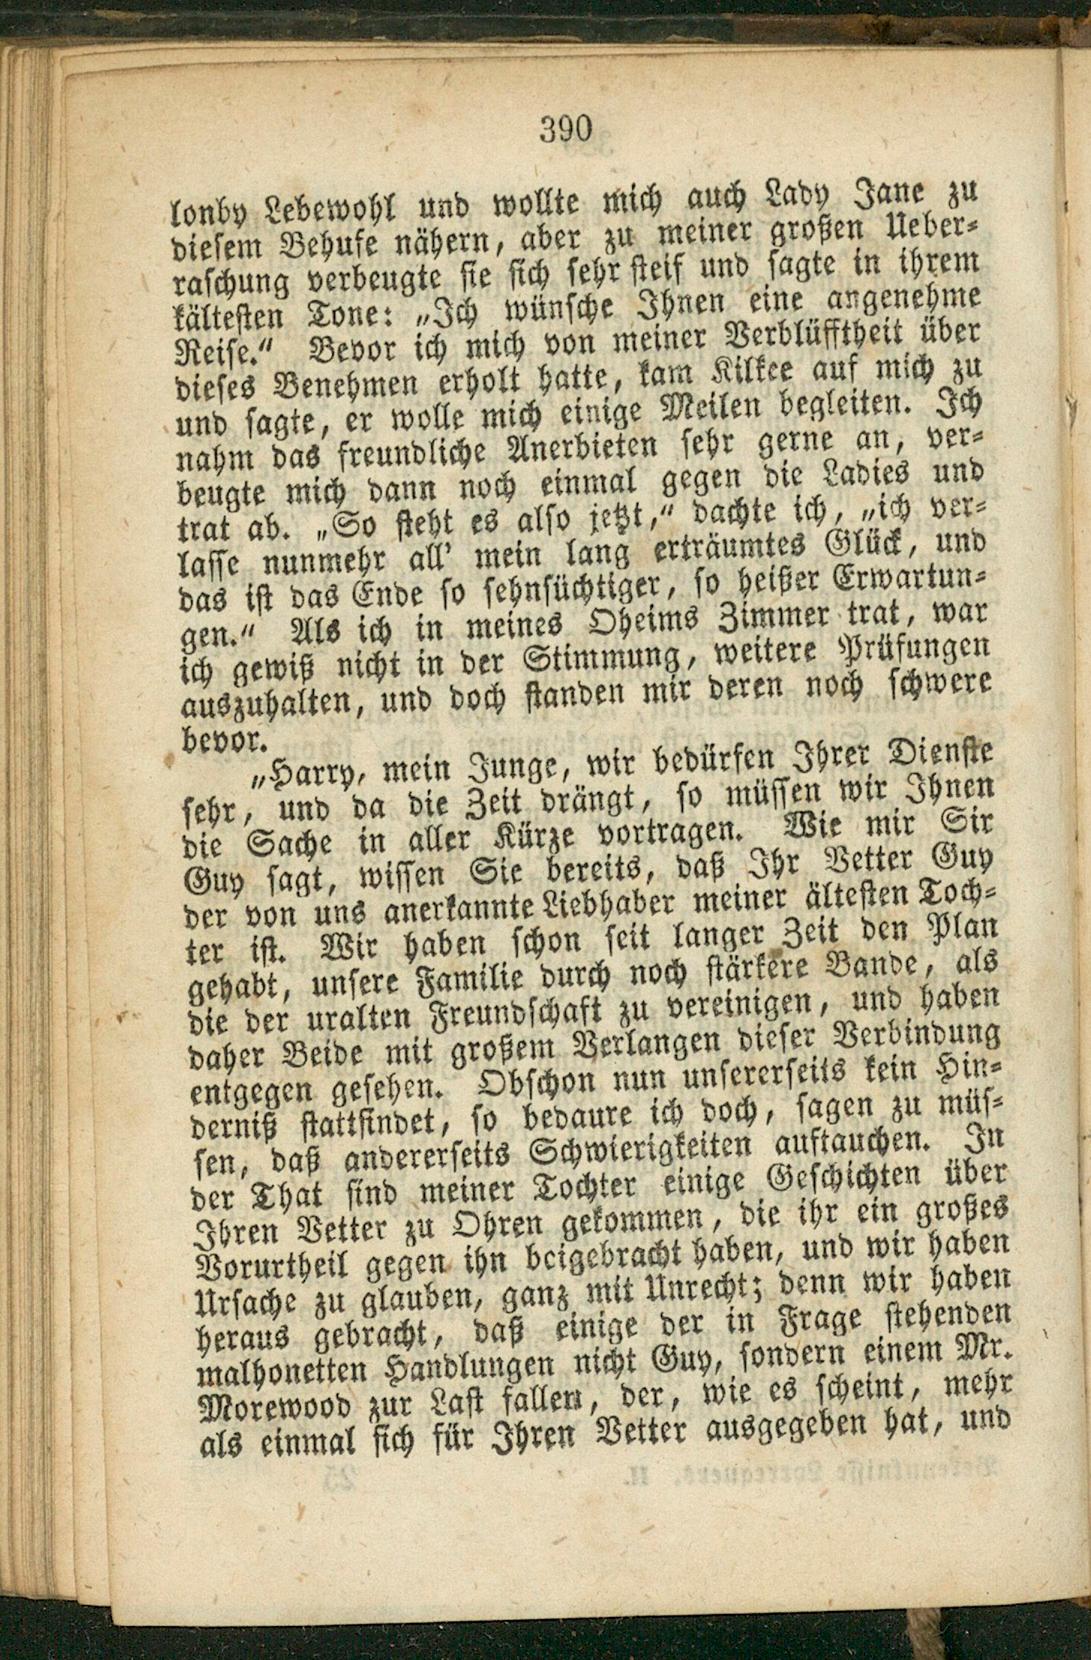 390
lonby Lebewohl und wollte mich auch Lady Jane zu
diesem Behufe nähern, aber zu meiner großen Ueber-
raschung verbeugte sie sich sehr steif und sagte in ihrem
kältesten Tone: „Ich wünsche Ihnen eine angenehme
Reise.“ Bevor ich mich von meiner Verblüfftheit über
dieses Benehmen erholt hatte, kam Kilkee auf mich zu
und sagte, er wolle mich einige Meilen begleiten. Ich
nahm das freundliche Anerbieten sehr gerne an, ver-
beugte mich dann noch einmal gegen die Ladies und
trat ab. „So steht es also jetzt,“ dachte ich, „ich ver-
lasse nunmehr all’ mein lang erträumtes Glück, und
das ist das Ende so sehnsüchtiger, so heißer Erwartun-
gen.“ Als ich in meines Oheims Zimmer trat, war
ich gewiß nicht in der Stimmung, weitere Prüfungen
auszuhalten, und doch standen mir deren noch schwere
bevor.
„Harry, mein Junge, wir bedürfen Ihrer Dienste
sehr, und da die Zeit drängt, so müssen wir Ihnen
die Sache in aller Kürze vortragen. Wie mir Sir
Guy sagt, wissen Sie bereits, daß Ihr Vetter Guy
der von uns anerkannte Liebhaber meiner ältesten Toch-
ter ist. Wir haben schon seit langer Zeit den Plan
gehabt, unsere Familie durch noch stärkere Bande, als
die der uralten Freundschaft zu vereinigen, und haben
daher Beide mit großem Verlangen dieser Verbindung
entgegen gesehen. Obschon nun unsererseits kein Hin-
derniß stattfindet, so bedaure ich doch, sagen zu müs-
sen, daß andererseits Schwierigkeiten auftauchen. In
der That sind meiner Tochter einige Geschichten über
Ihren Vetter zu Ohren gekommen, die ihr ein großes
Vorurtheil gegen ihn beigebracht haben, und wir haben
Ursache zu glauben, ganz mit Unrecht; denn wir haben
heraus gebracht, daß einige der in Frage stehenden
malhonetten Handlungen nicht Guy, sondern einem Mr.
Morewood zur Last fallen, der, wie es scheint, mehr
als einmal sich für Ihren Vetter ausgegeben hat, und